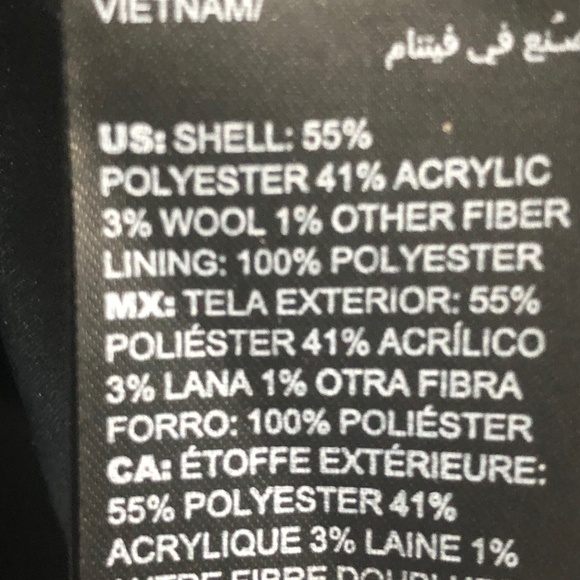 VIETNAM/
صنع في فيتنام
US: SHELL: 55%
POLYESTER 41% ACRYLIC
3% WOOL 1% OTHER FIBER
LINING: 100% POLYESTER
MX: TELA EXTERIOR: 55%
POLIÉSTER 41% ACRÍLICO
3% LANA 1% OTRA FIBRA
FORRO: 100% POLIÉSTER
CA: ÉTOFFE EXTÉRIEURE:
55% POLYESTER 41%
ACRYLIQUE 3% LAINE 1%
AUTRE FIBRE